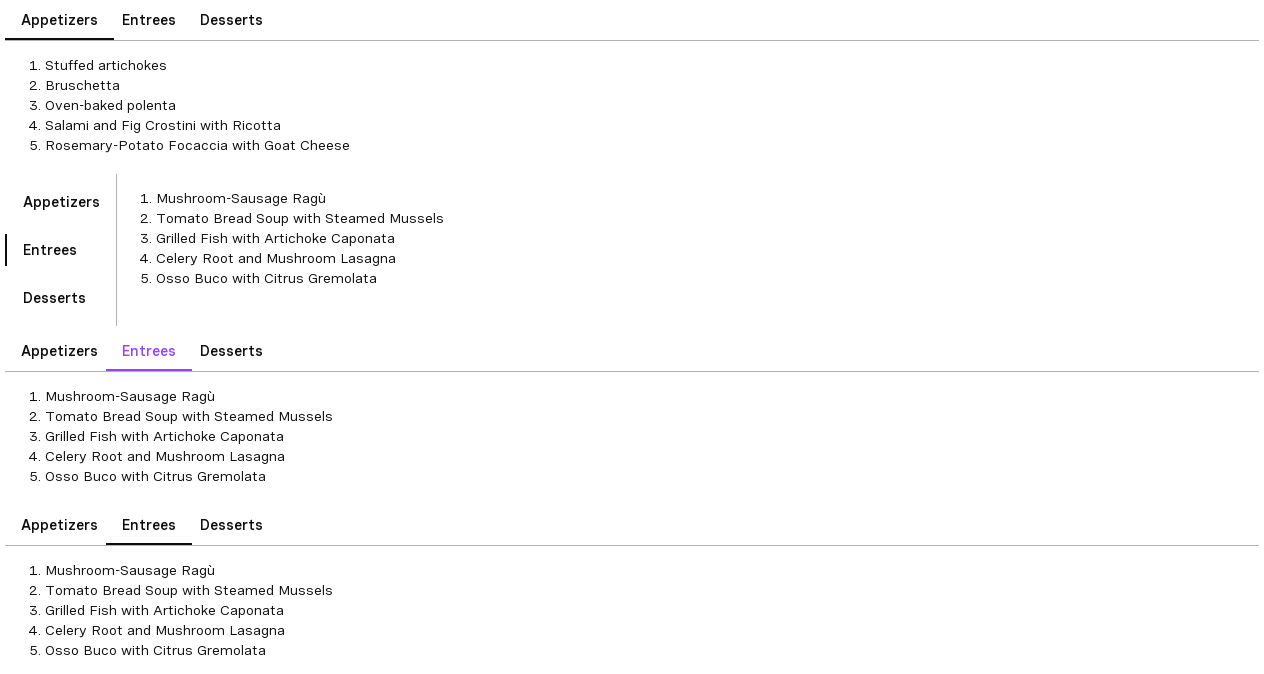 Appetizers Entrees Desserts
1. Stuffed artichokes
2. Bruschetta
3. Oven-baked polenta
4. Salami and Fig Crostini with Ricotta
5. Rosemary-Potato Focaccia with Goat Cheese
Appetizers
Entrees
Desserts
1. Mushroom-Sausage Ragù
2. Tomato Bread Soup with Steamed Mussels
3. Grilled Fish with Artichoke Caponata
4. Celery Root and Mushroom Lasagna
5. Osso Buco with Citrus Gremolata
Appetizers Entrees Desserts
1. Mushroom-Sausage Ragù
2. Tomato Bread Soup with Steamed Mussels
3. Grilled Fish with Artichoke Caponata
4. Celery Root and Mushroom Lasagna
5. Osso Buco with Citrus Gremolata
Appetizers Entrees Desserts
1. Mushroom-Sausage Ragù
2. Tomato Bread Soup with Steamed Mussels
3. Grilled Fish with Artichoke Caponata
4. Celery Root and Mushroom Lasagna
5. Osso Buco with Citrus Gremolata